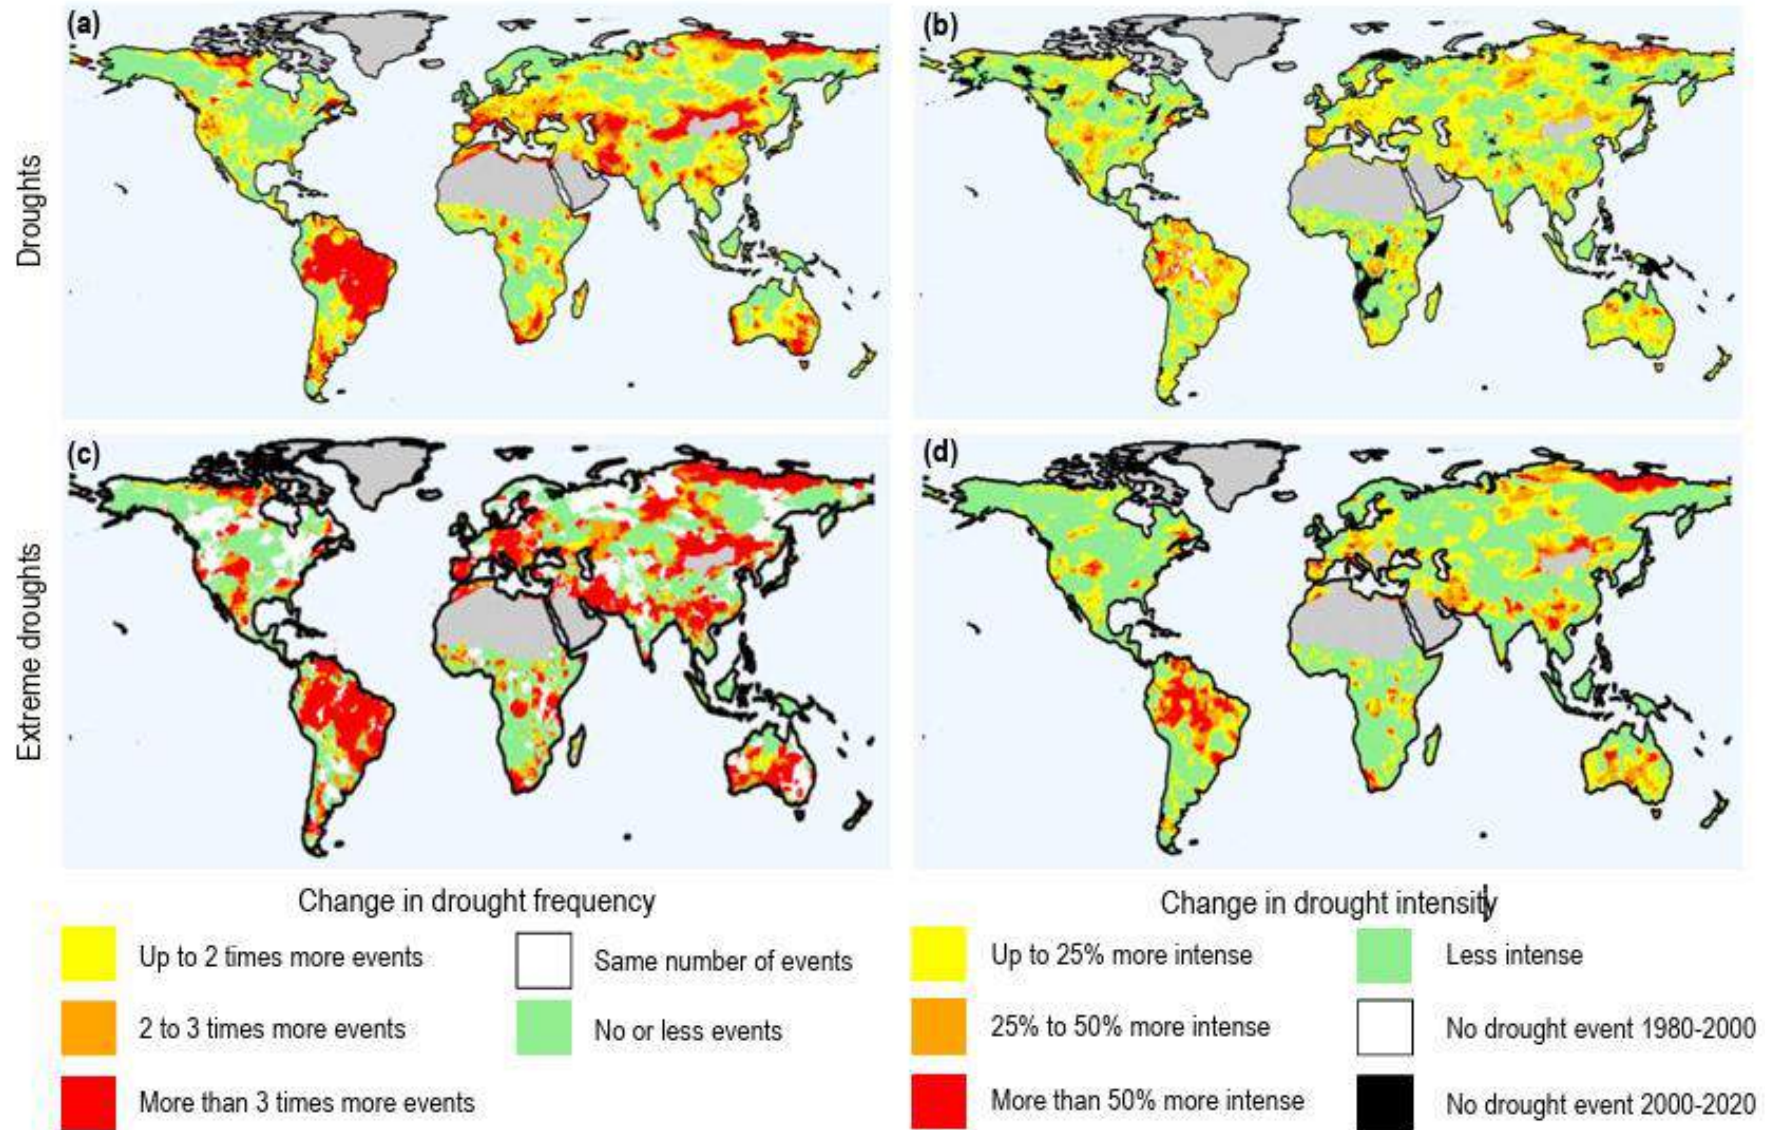 (a)
(b)
Droughts
(c)
(d)
Extreme droughts
Change in drought frequency
Up to 2 times more events
Same number of events
2 to 3 times more events
No or less events
More than 3 times more events
Change in drought intensity
Up to 25% more intense
Less intense
25% to 50% more intense
No drought event 1980-2000
More than 50% more intense
No drought event 2000-2020